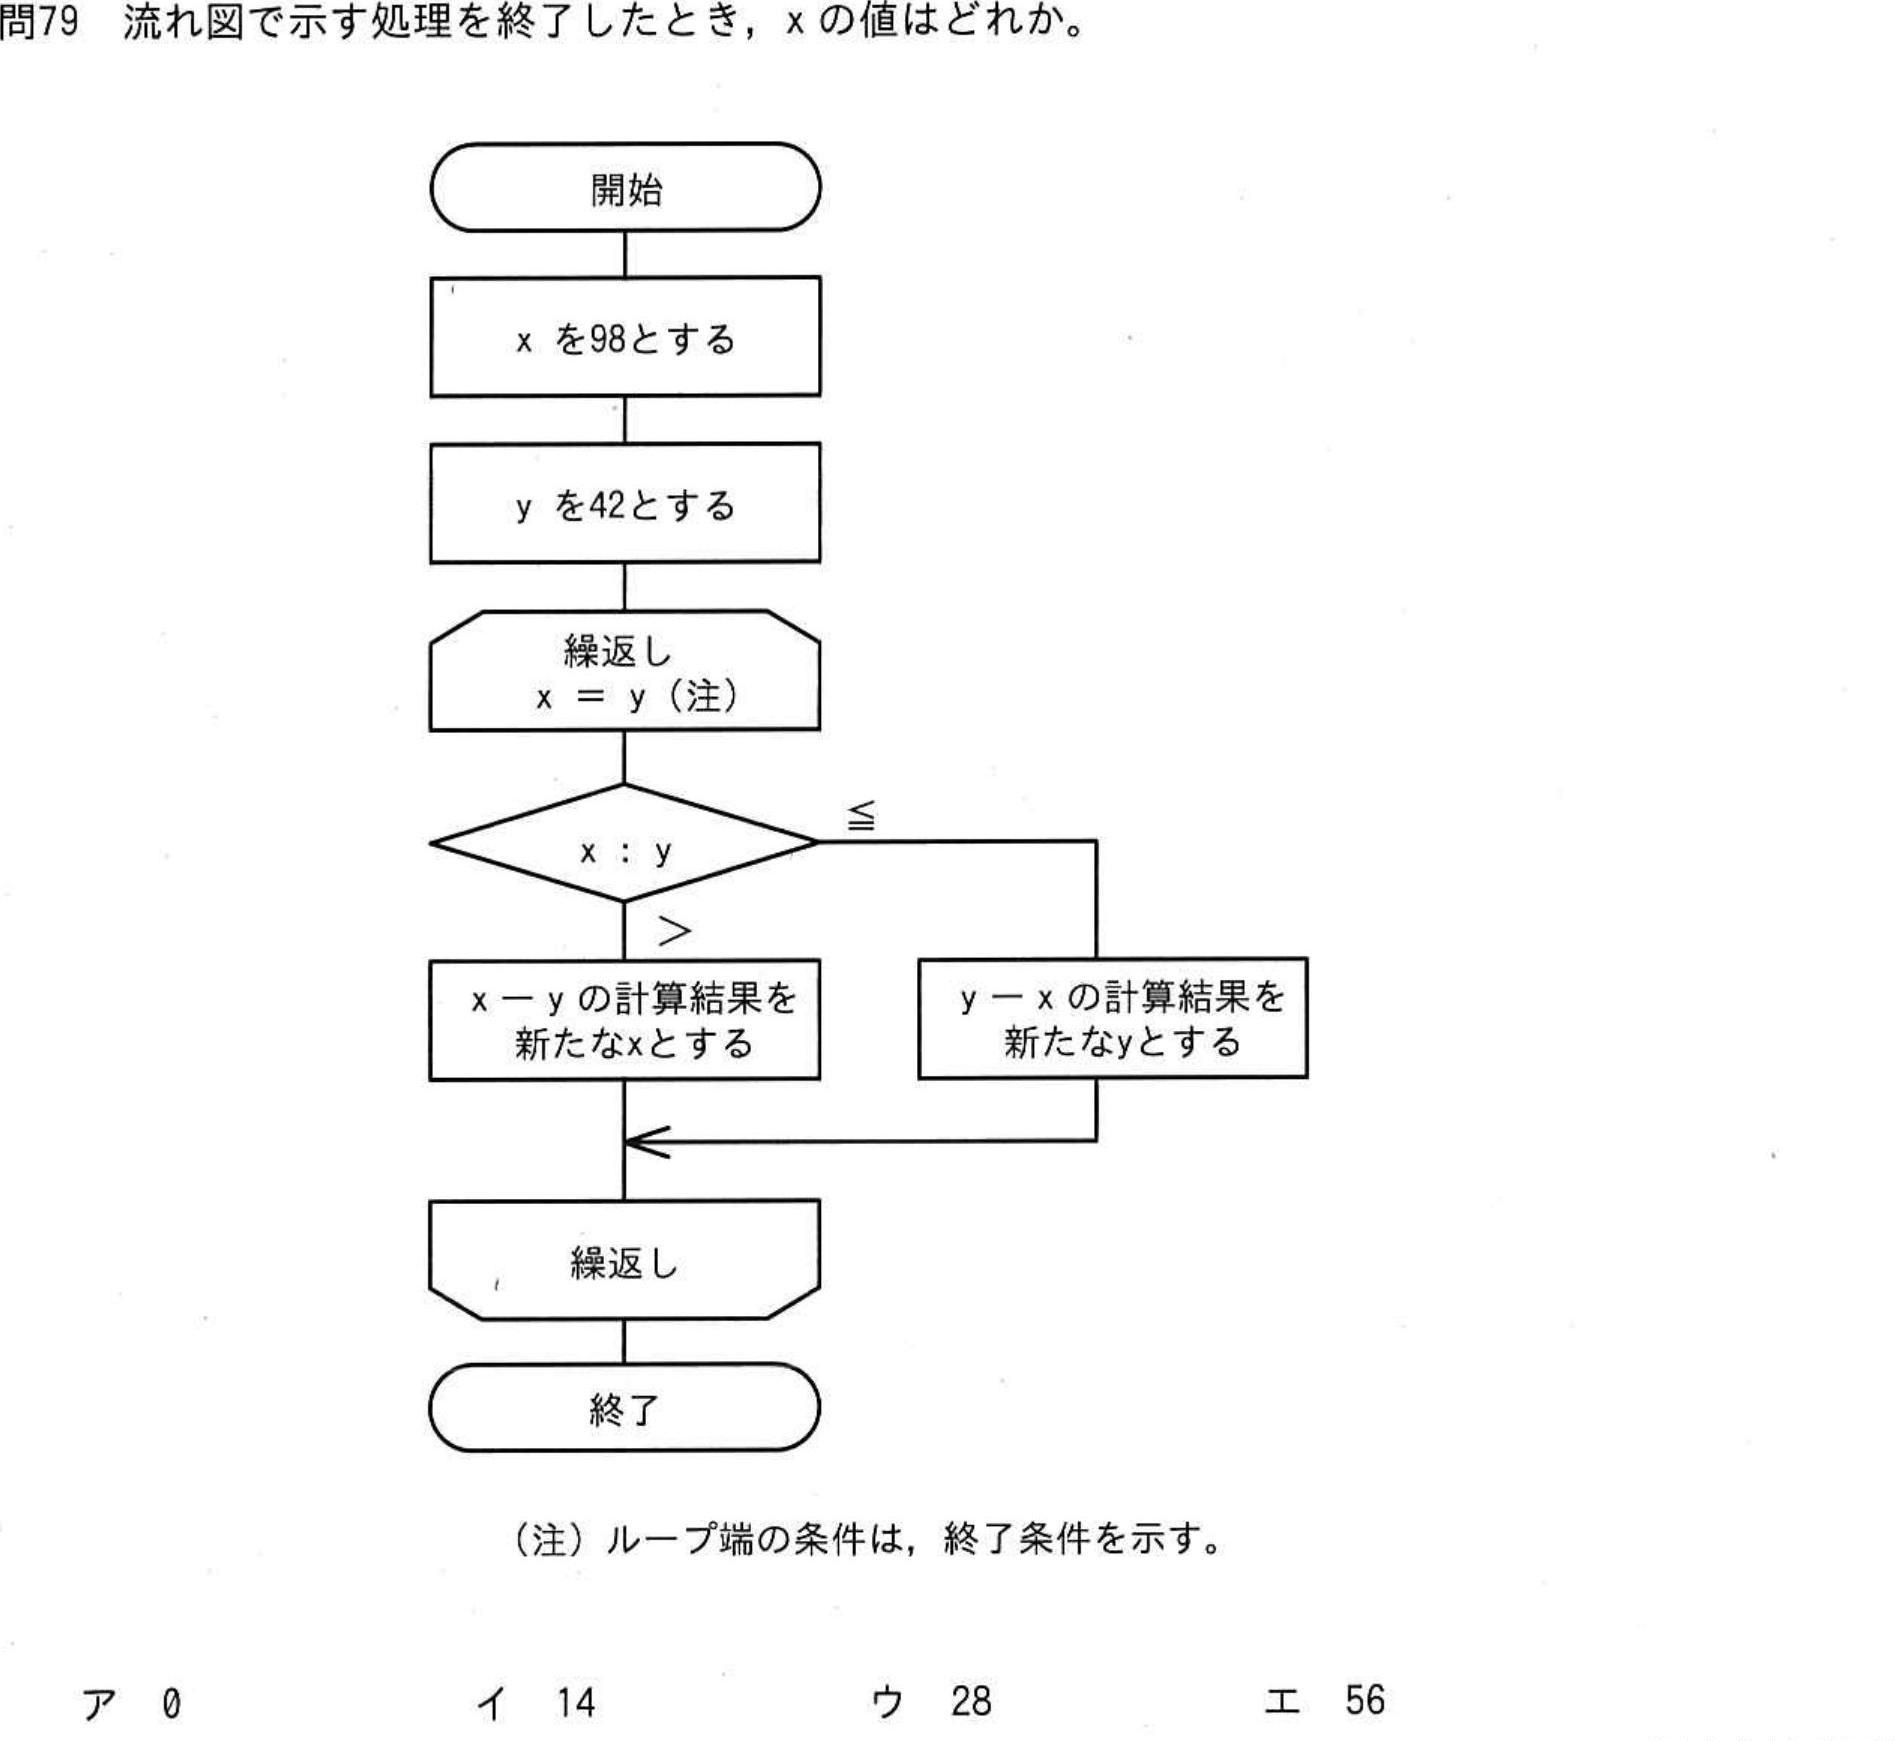 問79 流れ図で示す処理を終了したとき，x の値はどれか。
開始
x を98とする
y を42とする
繰返し
x ＝ y（注）
x：y
≦
＞
x － y の計算結果を
新たなxとする
y － x の計算結果を
新たなyとする
繰返し
終了
（注）ループ端の条件は，終了条件を示す。
ア 0 イ 14 ウ 28 エ 56